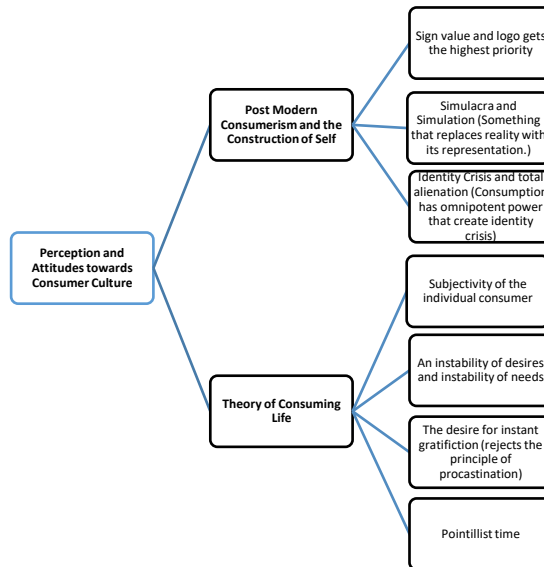 Sign value and logo gets
the highest priority
Post Modern
Consumerism and the
Construction of Self
Simulacra and
Simulation (Something
that replaces reality with
its representation.)
Identity Crisis and total
alienation (Consumption
has omnipotent power
that create identity
crisis)
Perception and
Attitudes towards
Consumer Culture
Theory of Consuming
Life
Subjectivity of the
individual consumer
An instability of desires
and instability of needs
The desire for instant
gratifiction (rejects the
principle of
procastination)
Pointillist time